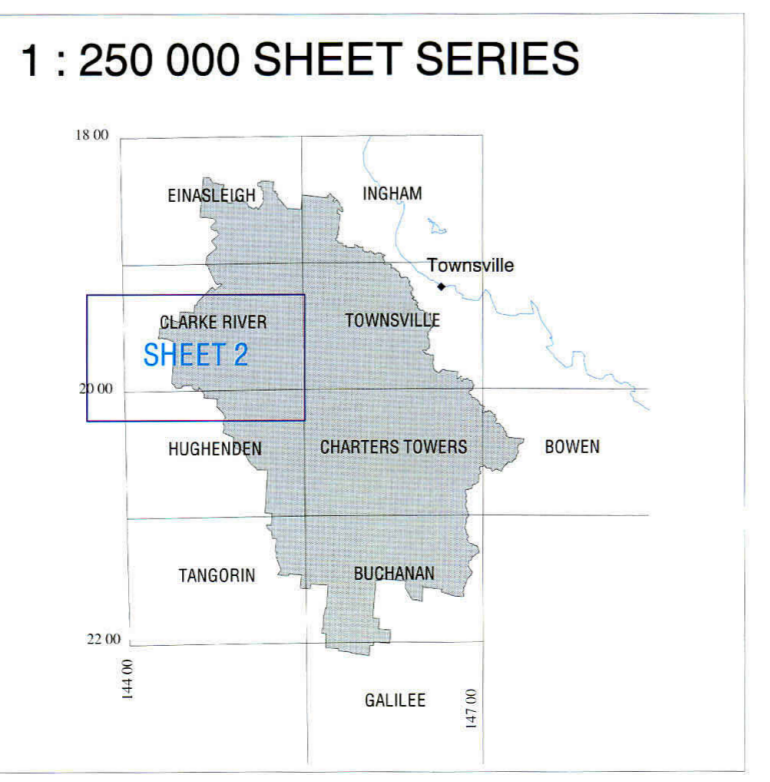 1 : 250 000 SHEET SERIES
18 00
EINASLEIGH
INGHAM
Townsville
CLARKE RIVER
TOWNSVILLE
SHEET 2
20 00
HUGHENDEN
CHARTERS TOWERS
BOWEN
TANGORIN
BUCHANAN
22 00
144 00
GALILEE
147 00